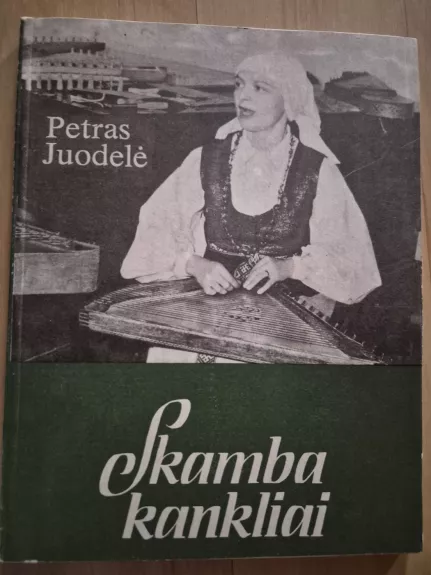 Petras
Juodelė
Skamba
kankliai